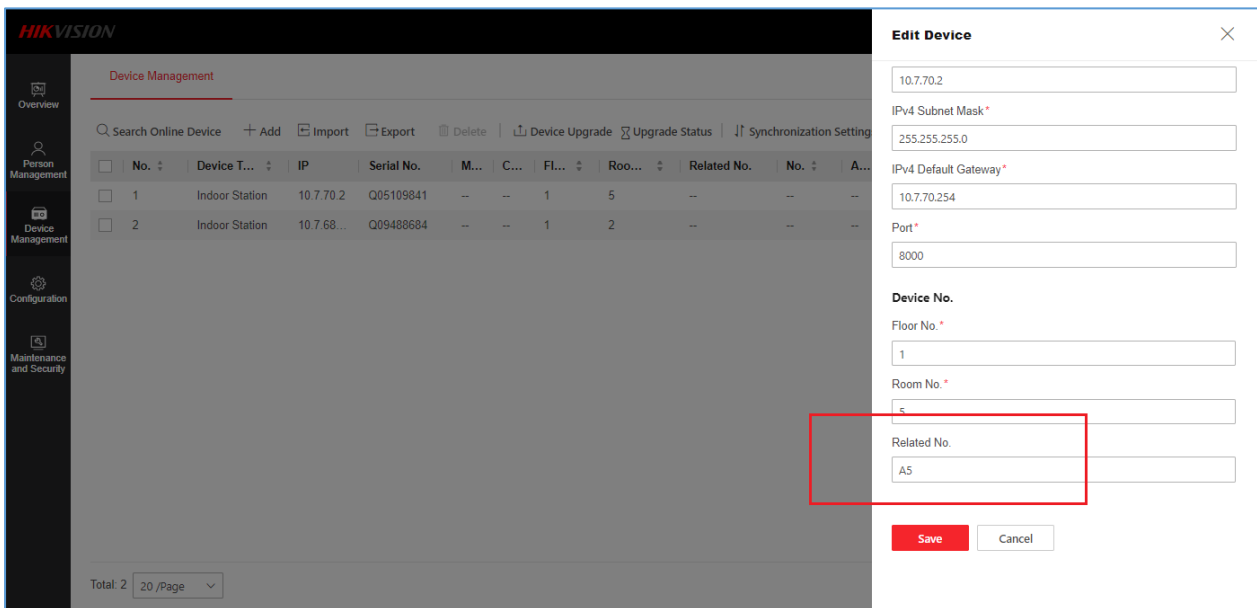 HIKVISION
Overview
Person
Management
Device
Management
Configuration
Maintenance
and Security
Device Management
Search Online Device Add Import Export Delete Device Upgrade Upgrade Status Synchronization Setting
No. Device T... IP Serial No. M... C... Fl... Roo... Related No. No. A...
1 Indoor Station 10.7.70.2 Q05109841 -- -- 1 5 -- -- --
2 Indoor Station 10.7.68... Q09488684 -- -- 1 2 -- -- --
Total: 2 20 /Page
Edit Device
10.7.70.2
IPv4 Subnet Mask*
255.255.255.0
IPv4 Default Gateway*
10.7.70.254
Port*
8000
Device No.
Floor No.*
1
Room No.*
5
Related No.
A5
Save Cancel